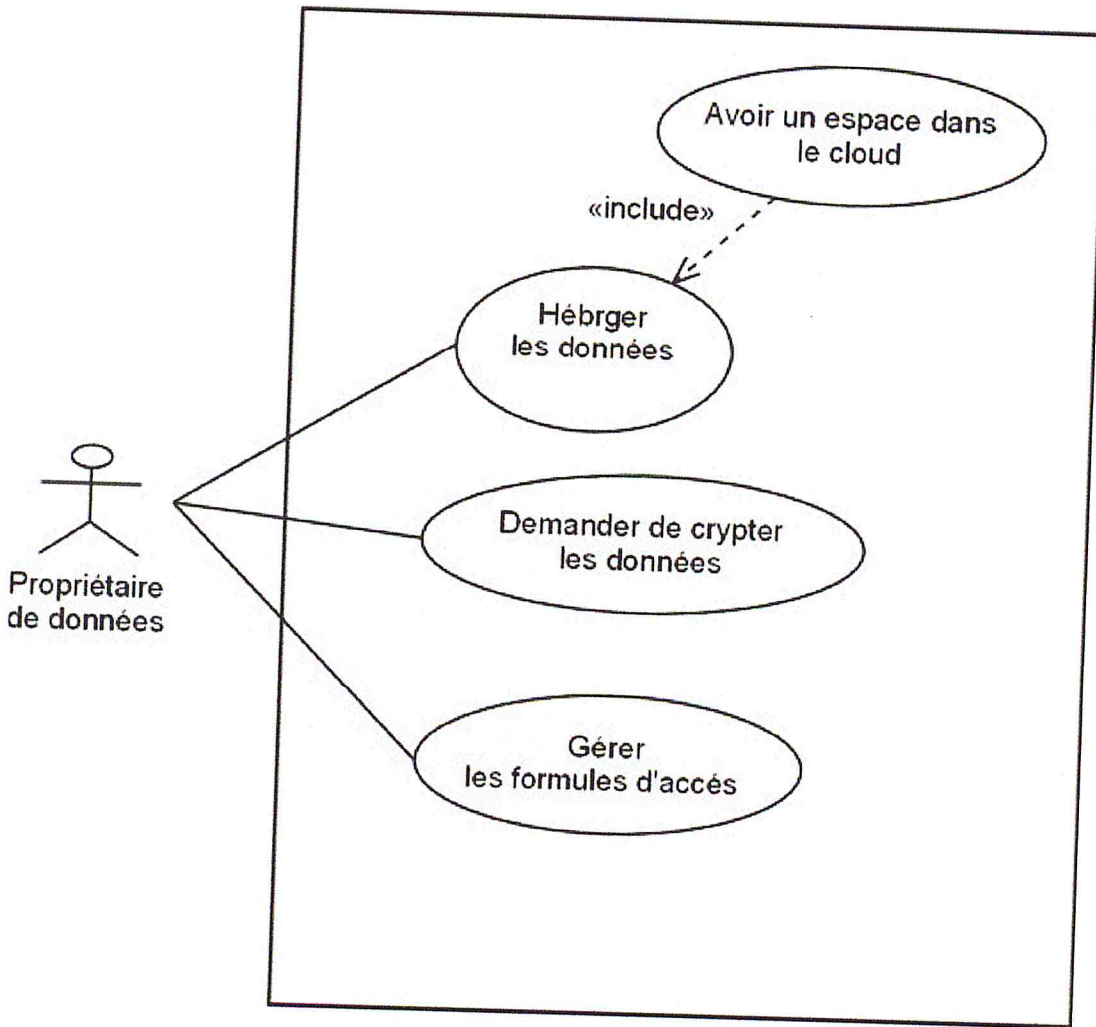 Avoir un espace dans
le cloud
«include»
Hébrger
les données
Demander de crypter
les données
Propriétaire
de données
Gérer
les formules d'accés